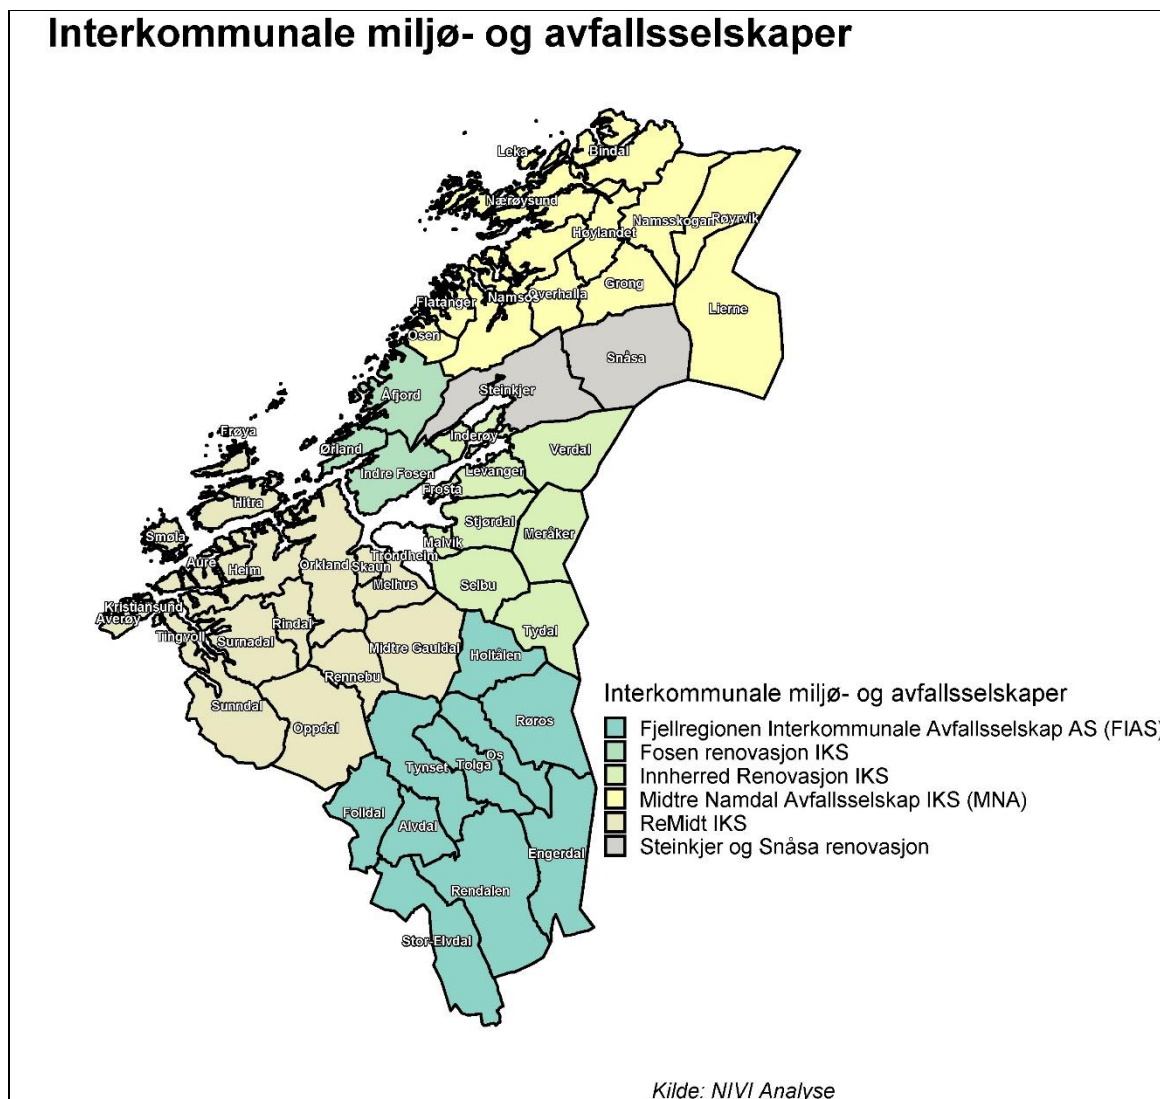 Interkommunale miljø- og avfallsselskaper
Leka
Bindal
Nærøysund
Namsskogan
Røyrvik
Høylandet
Grong
Overhalla
Namsos
Flatanger
Lierne
Osen
Snåsa
Steinkjer
Åfjord
Frøya
Ørland
Inderøy
Verdal
Indre Fosen
Levanger
Frosta
Hitra
Stjørdal
Meråker
Smøla
Malvik
Trondheim
Aure
Heim
Orkland
Skaun
Melhus
Selbu
Kristiansund
Averøy
Tingvoll
Rindal
Surnadal
Tydal
Midtre Gauldal
Holtålen
Rennebu
Sunndal
Oppdal
Røros
Os
Tolga
Tynset
Folldal
Alvdal
Engerdal
Rendalen
Stor-Elvdal
Interkommunale miljø- og avfallsselskaper
Fjellregionen Interkommunale Avfallsselskap AS (FIAS)
Fosen renovasjon IKS
Innherred Renovasjon IKS
Midtre Namdal Avfallsselskap IKS (MNA)
ReMidt IKS
Steinkjer og Snåsa renovasjon
Kilde: NIVI Analyse